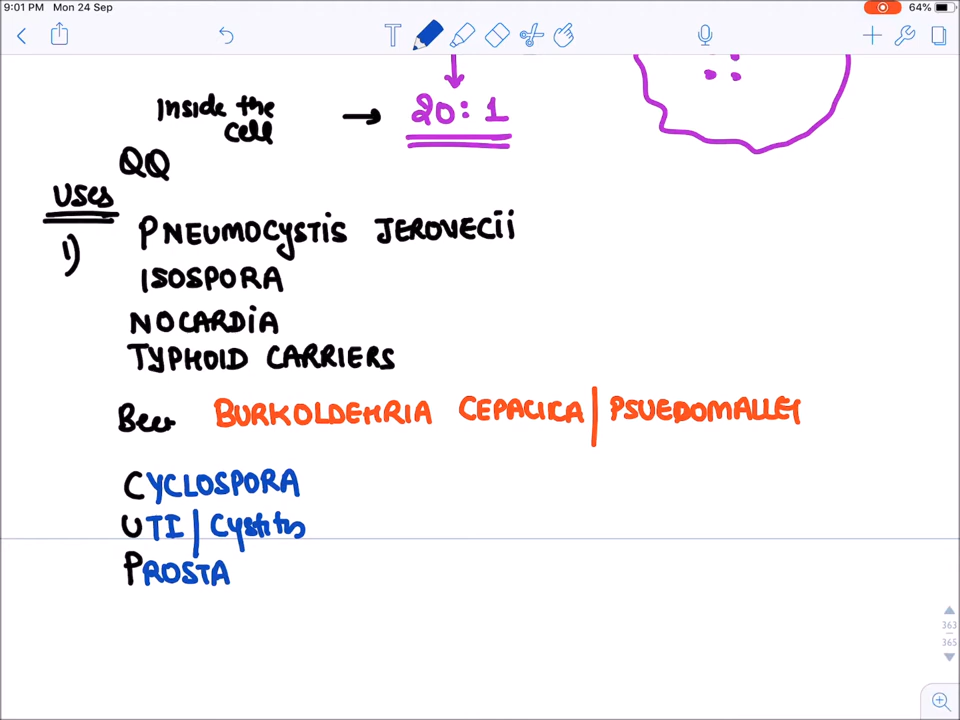 9:01 PM Mon 24 Sep
64%
T
Inside the
cell → 20:1
QQ
Uses
1) PNEUMOCYSTIS JEROVECII
ISOSPORA
NOCARDIA
TYPHOID CARRIERS
Beer BURKOLDEHRIA CEPACICA | PSUEDOMALLEI
CYCLOSPORA
UTI | Cystitis
PROSTA
363
365